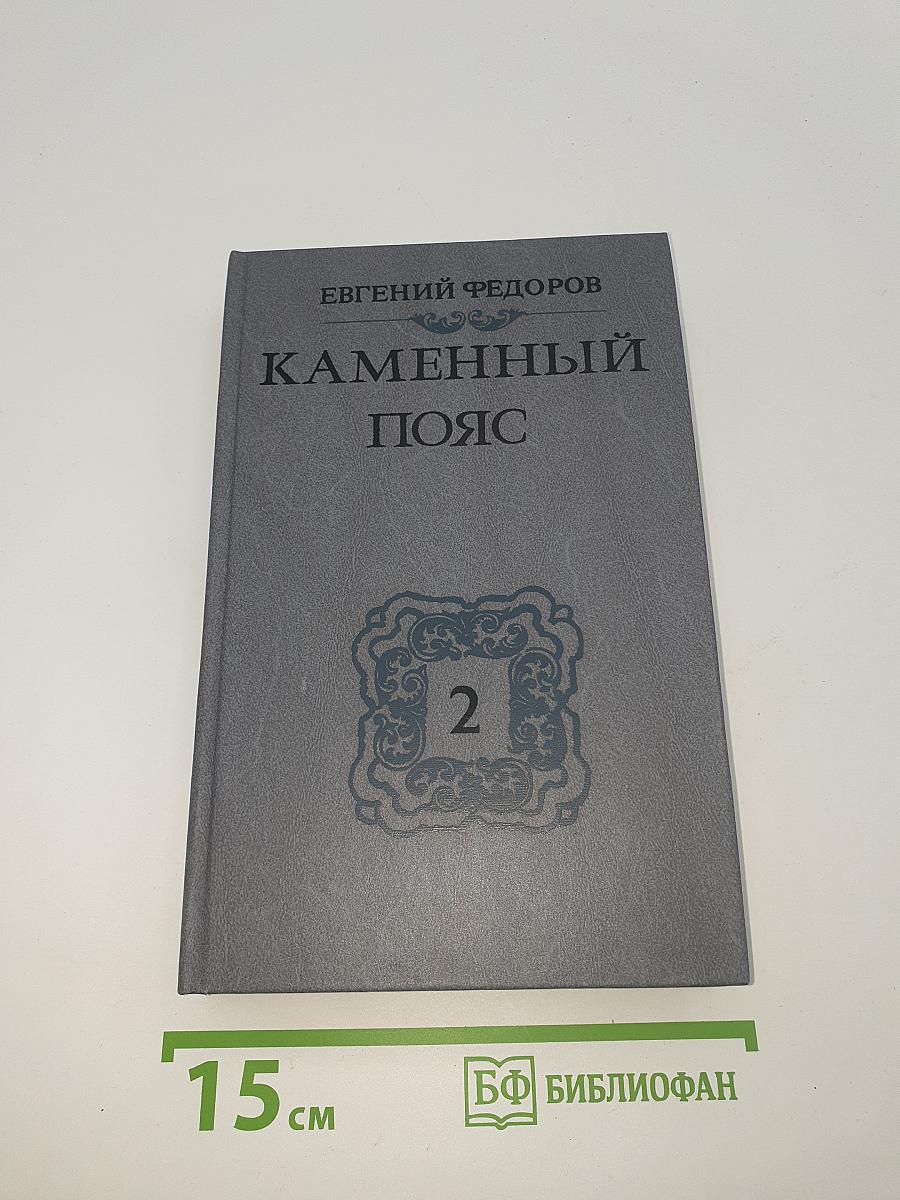 ЕВГЕНИЙ ФЕДОРОВ
КАМЕННЫЙ
ПОЯС
2
15 см
БФ БИБЛИОФАН